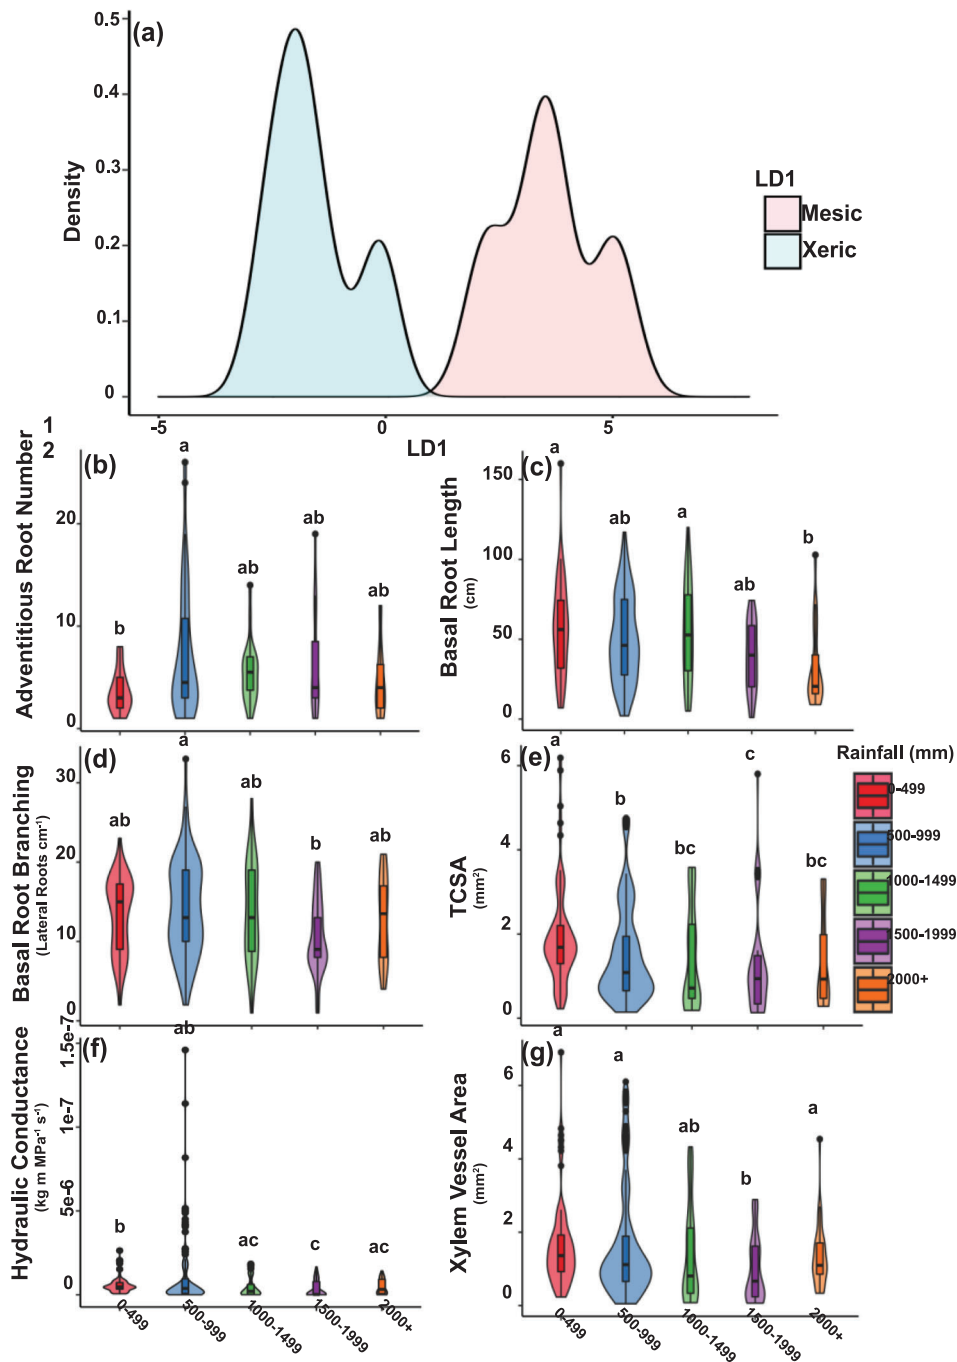 (a)
0.5
0.4
0.3
0.2
0.1
0
Density
-5
0
5
LD1
LD1
Mesic
Xeric
1
2
(b)
Adventitious Root Number
20
10
0
b
a
ab
ab
ab
(c)
Basal Root Length
(cm)
150
100
50
0
a
ab
a
ab
b
(d)
Basal Root Branching
(Lateral Roots cm⁻¹)
30
20
10
0
ab
a
ab
b
ab
(e)
TCSA
(mm²)
6
4
2
0
a
b
bc
c
bc
Rainfall (mm)
0-499
500-999
1000-1499
1500-1999
2000+
(f)
Hydraulic Conductance
(kg m MPa⁻¹ s⁻¹)
1.5e-7
1e-7
5e-6
0
b
ab
ac
c
ac
0-499
500-999
1000-1499
1500-1999
2000+
(g)
Xylem Vessel Area
(mm²)
6
4
2
0
a
a
ab
b
a
0-499
500-999
1000-1499
1500-1999
2000+